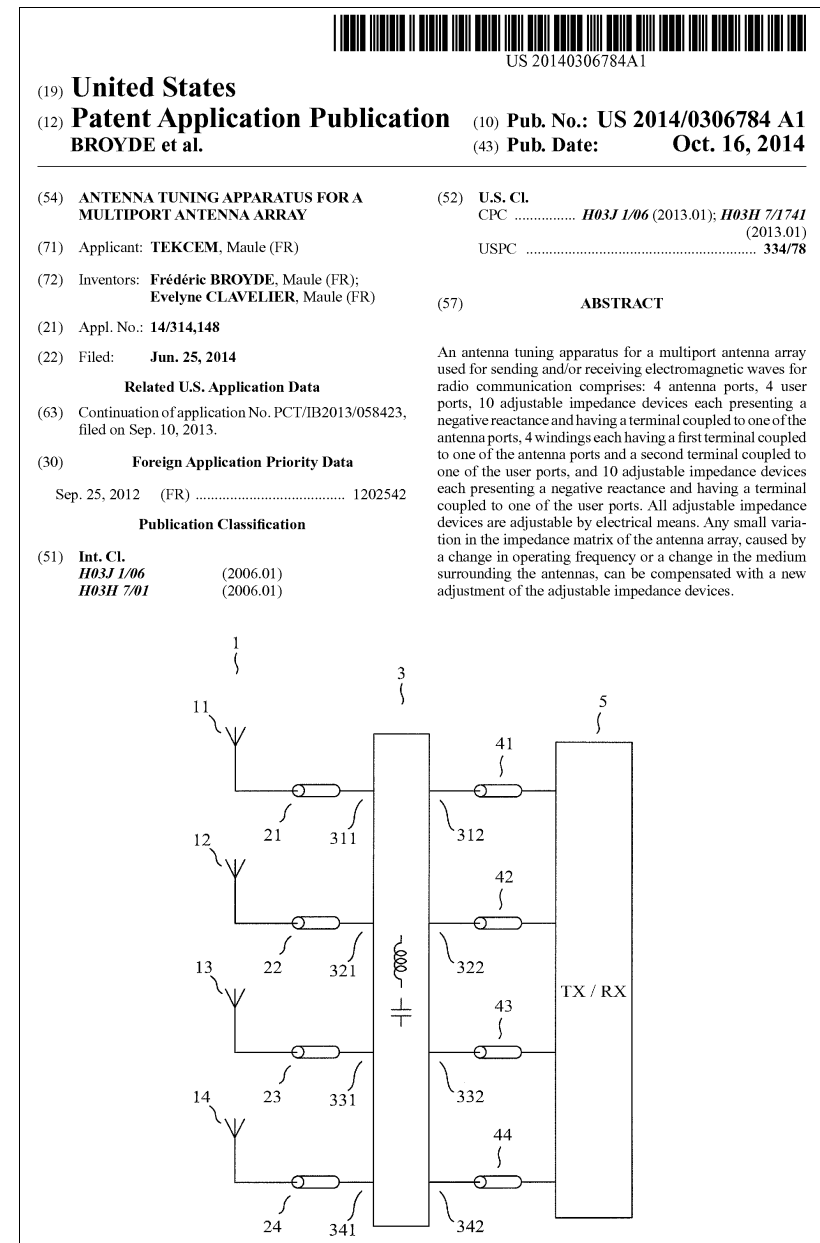 US 20140306784A1
(19) United States
(12) Patent Application Publication
BROYDE et al.
(10) Pub. No.: US 2014/0306784 A1
(43) Pub. Date: Oct. 16, 2014
(54) ANTENNA TUNING APPARATUS FOR A
MULTIPORT ANTENNA ARRAY
(71) Applicant: TEKCEM, Maule (FR)
(72) Inventors: Frédéric BROYDE, Maule (FR);
Evelyne CLAVELIER, Maule (FR)
(21) Appl. No.: 14/314,148
(22) Filed: Jun. 25, 2014
Related U.S. Application Data
(63) Continuation of application No. PCT/IB2013/058423,
filed on Sep. 10, 2013.
(30) Foreign Application Priority Data
Sep. 25, 2012 (FR) ..................................... 1202542
Publication Classification
(51) Int. Cl.
H03J 1/06 (2006.01)
H03H 7/01 (2006.01)
(52) U.S. Cl.
CPC ................ H03J 1/06 (2013.01); H03H 7/1741
(2013.01)
USPC .......................................................... 334/78
(57) ABSTRACT
An antenna tuning apparatus for a multiport antenna array
used for sending and/or receiving electromagnetic waves for
radio communication comprises: 4 antenna ports, 4 user
ports, 10 adjustable impedance devices each presenting a
negative reactance and having a terminal coupled to one of the
antenna ports, 4 windings each having a first terminal coupled
to one of the antenna ports and a second terminal coupled to
one of the user ports, and 10 adjustable impedance devices
each presenting a negative reactance and having a terminal
coupled to one of the user ports. All adjustable impedance
devices are adjustable by electrical means. Any small varia-
tion in the impedance matrix of the antenna array, caused by
a change in operating frequency or a change in the medium
surrounding the antennas, can be compensated with a new
adjustment of the adjustable impedance devices.
1
3
5
11
41
21
311
312
12
42
22
321
322
13
43
TX / RX
23
331
332
14
44
24
341
342